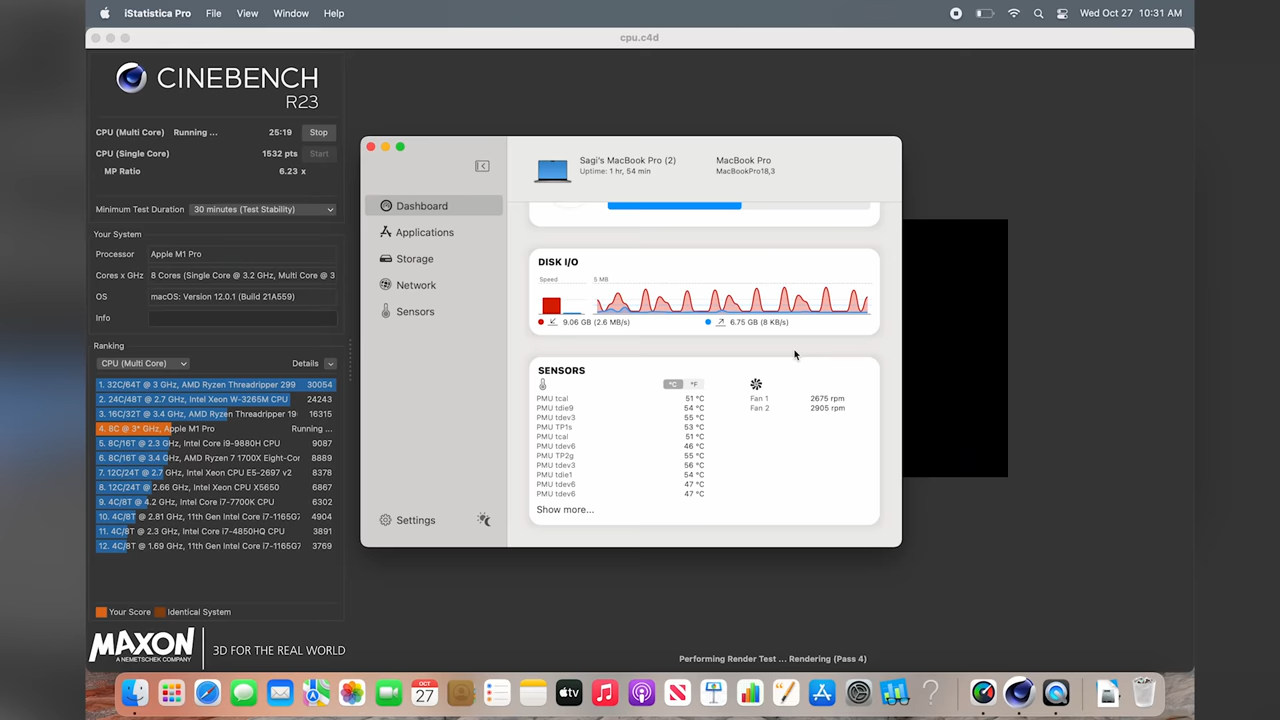 iStatistica Pro File View Window Help Wed Oct 27 10:31 AM
cpu.c4d
CINEBENCH
R23
CPU (Multi Core) Running ... 25:19 Stop
CPU (Single Core) 1532 pts Start
MP Ratio 6.23 x
Minimum Test Duration 30 minutes (Test Stability)
Your System
Processor Apple M1 Pro
Cores x GHz 8 Cores (Single Core @ 3.2 GHz, Multi Core @ 3
OS macOS: Version 12.0.1 (Build 21A559)
Info
Ranking
CPU (Multi Core) Details
1. 32C/64T @ 3 GHz, AMD Ryzen Threadripper 299 30054
2. 24C/48T @ 2.7 GHz, Intel Xeon W-3265M CPU 24243
3. 16C/32T @ 3.4 GHz, AMD Ryzen Threadripper 19 16315
4. 8C @ 3* GHz, Apple M1 Pro Running...
5. 8C/16T @ 2.3 GHz, Intel Core i9-9880H CPU 9087
6. 8C/16T @ 3.4 GHz, AMD Ryzen 7 1700X Eight-Cor 8889
7. 12C/24T @ 2.7 GHz, Intel Xeon CPU E5-2697 v2 8378
8. 12C/24T @ 2.66 GHz, Intel Xeon CPU X5650 6867
9. 4C/8T @ 4.2 GHz, Intel Core i7-7700K CPU 6302
10. 4C/8T @ 2.81 GHz, 11th Gen Intel Core i7-1165G7 4904
11. 4C/8T @ 2.3 GHz, Intel Core i7-4850HQ CPU 3891
12. 4C/8T @ 1.69 GHz, 11th Gen Intel Core i7-1165G7 3769
Your Score Identical System
MAXON
A NEMETSCHEK COMPANY
3D FOR THE REAL WORLD
Sagi's MacBook Pro (2) MacBook Pro
Uptime: 1 hr, 54 min MacBookPro18,3
Dashboard
Applications
Storage
Network
Sensors
Settings
DISK I/O
Speed 5 MB
9.06 GB (2.6 MB/s) 6.75 GB (8 KB/s)
SENSORS
°C °F
PMU tcal 51 °C Fan 1 2675 rpm
PMU tdie9 54 °C Fan 2 2905 rpm
PMU tdev3 55 °C
PMU TP1s 53 °C
PMU tcal 51 °C
PMU tdev6 46 °C
PMU TP2g 55 °C
PMU tdev3 56 °C
PMU tdie1 54 °C
PMU tdev6 47 °C
PMU tdev6 47 °C
Show more...
Performing Render Test ... Rendering (Pass 4)
OCT
27
tv